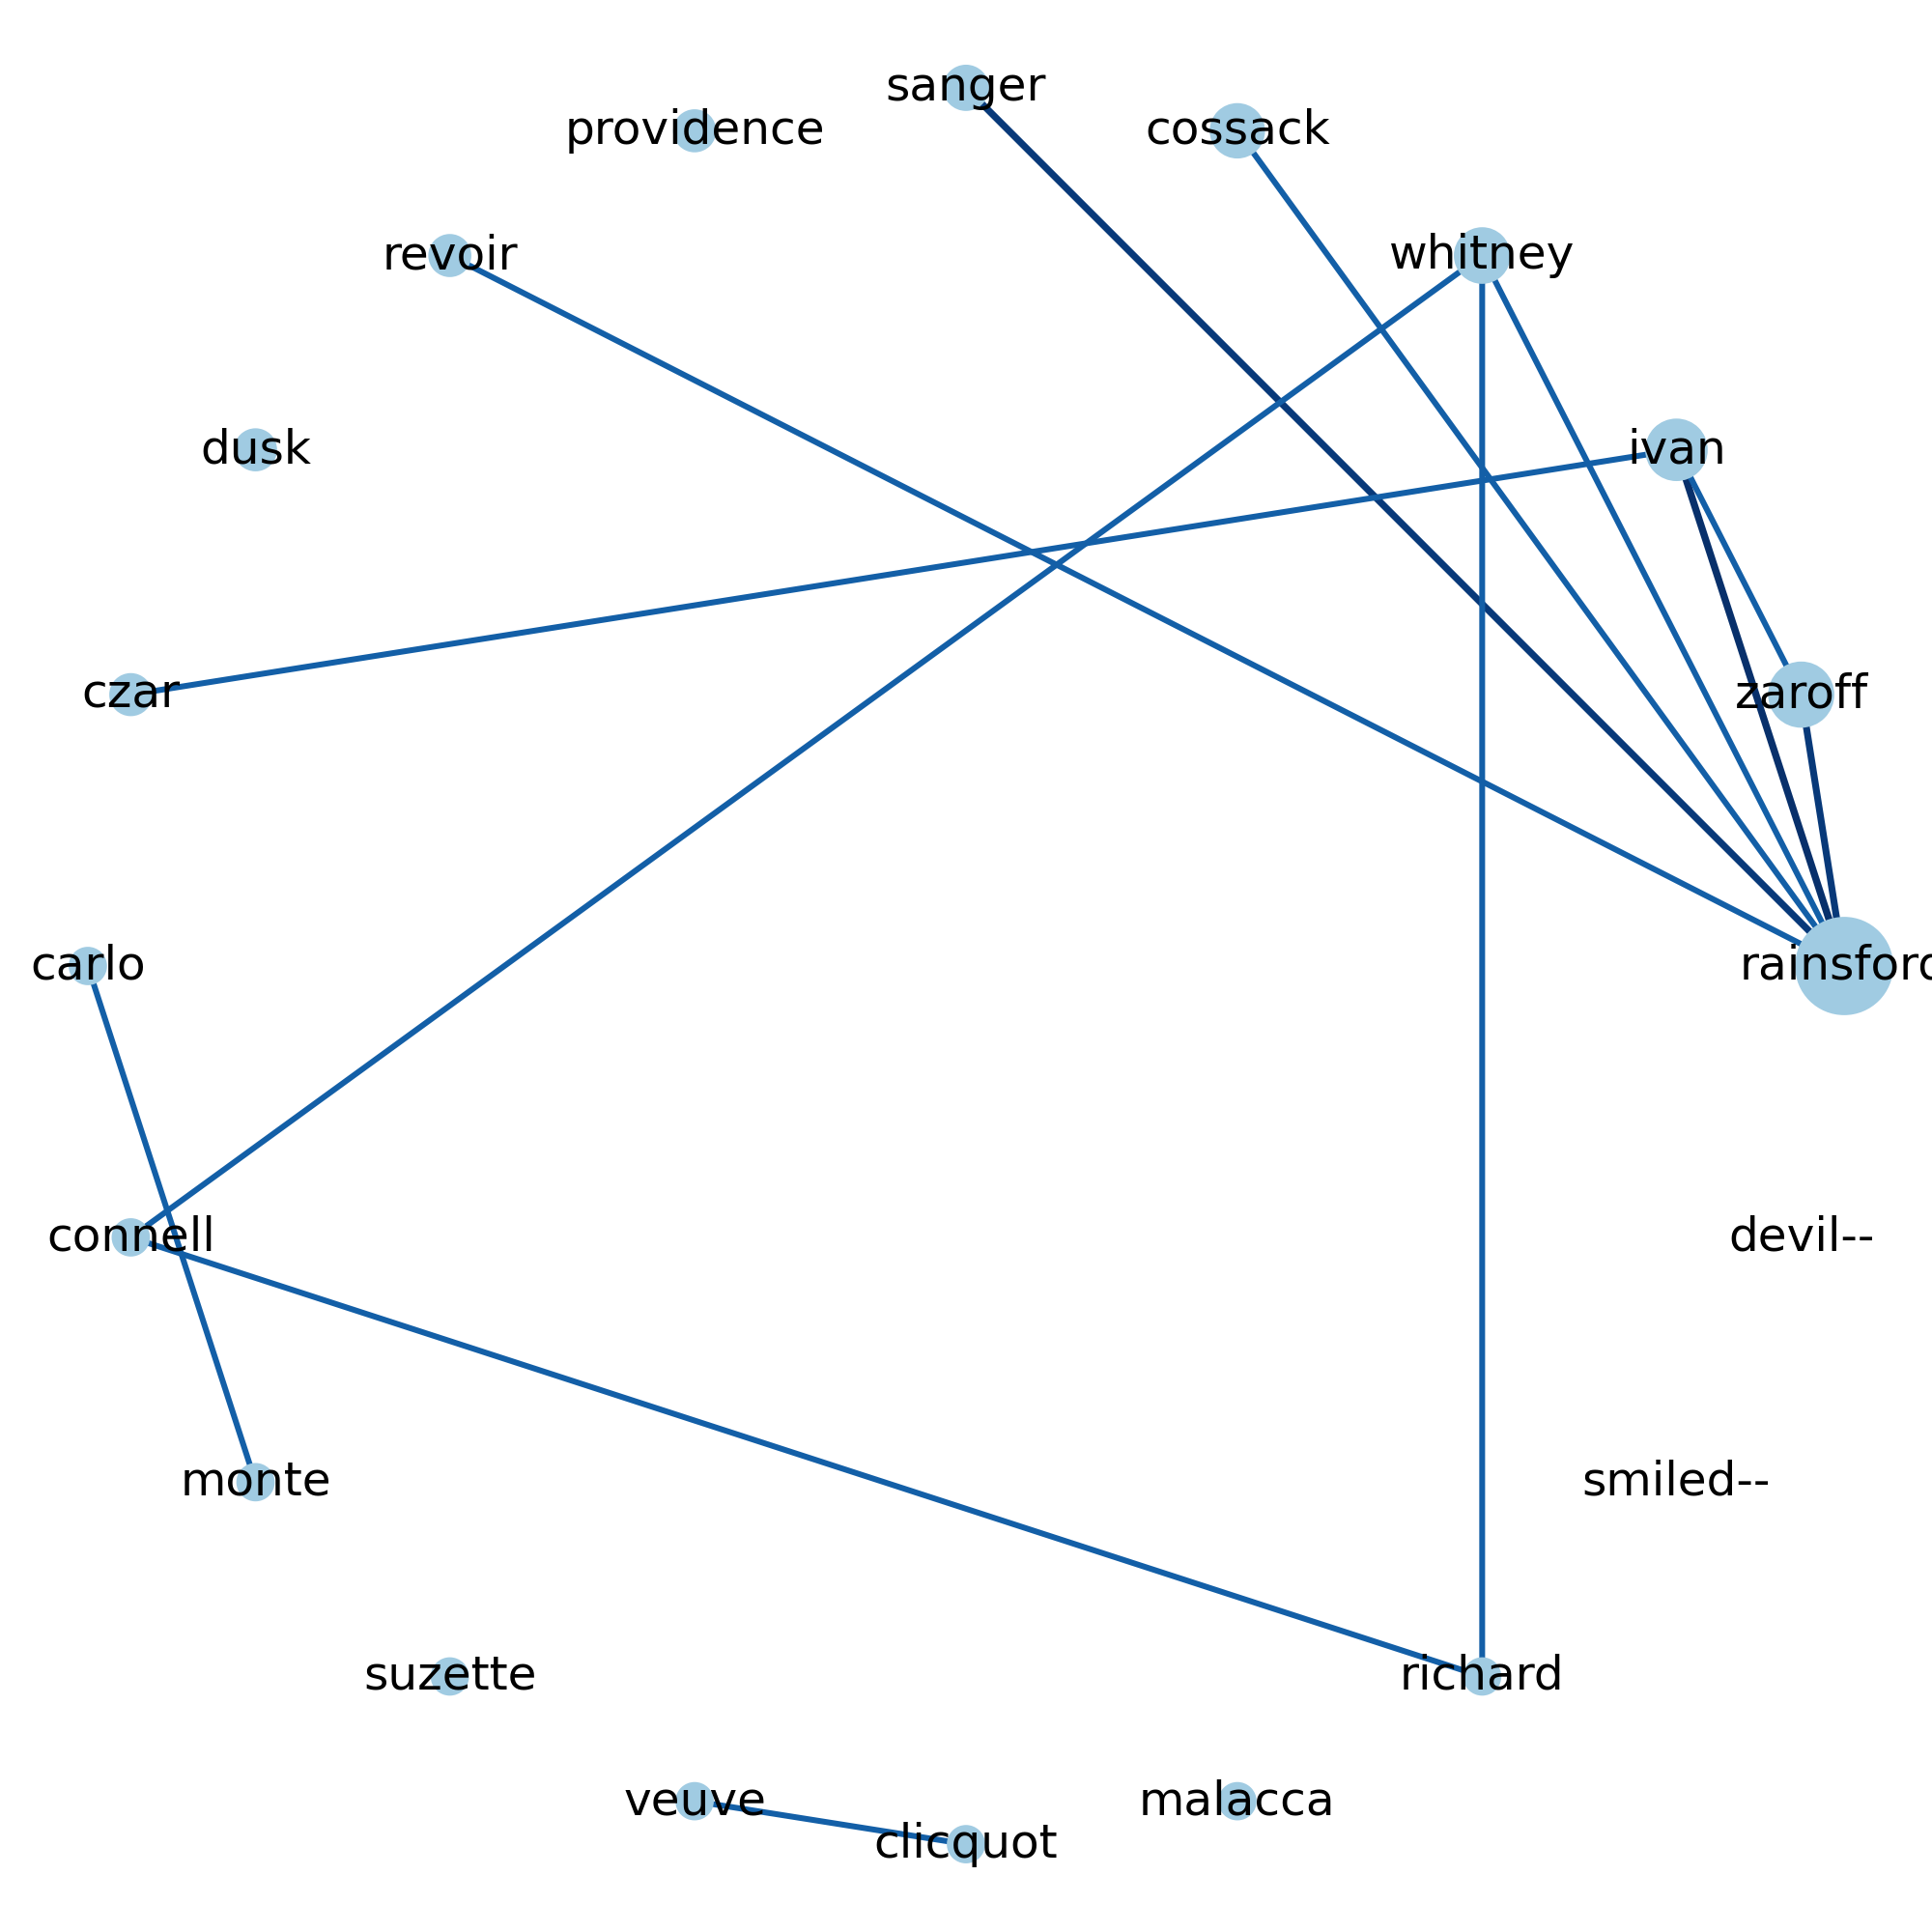 sanger
providence
cossack
revoir
whitney
dusk
ivan
czar
zaroff
carlo
rainsford
connell
devil--
monte
smiled--
suzette
richard
veuve
malacca
clicquot